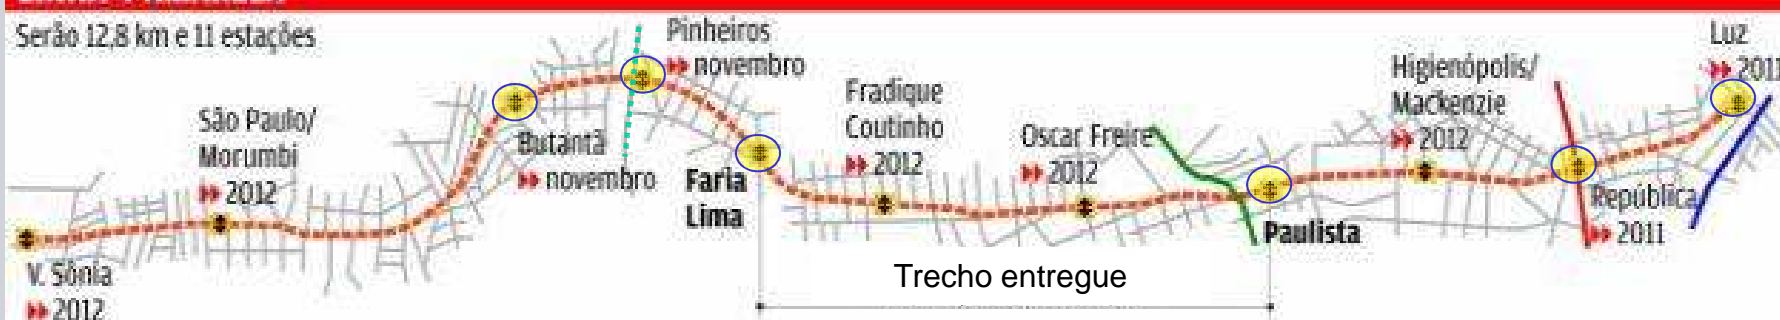 Serão 12,8 km e 11 estações
V. Sônia
2012
São Paulo/
Morumbi
2012
Butantã
novembro
Pinheiros
novembro
Faria
Lima
Fradique
Coutinho
2012
Oscar Freire
2012
Trecho entregue
Paulista
Higienópolis/
Mackenzie
2012
República
2011
Luz
2011